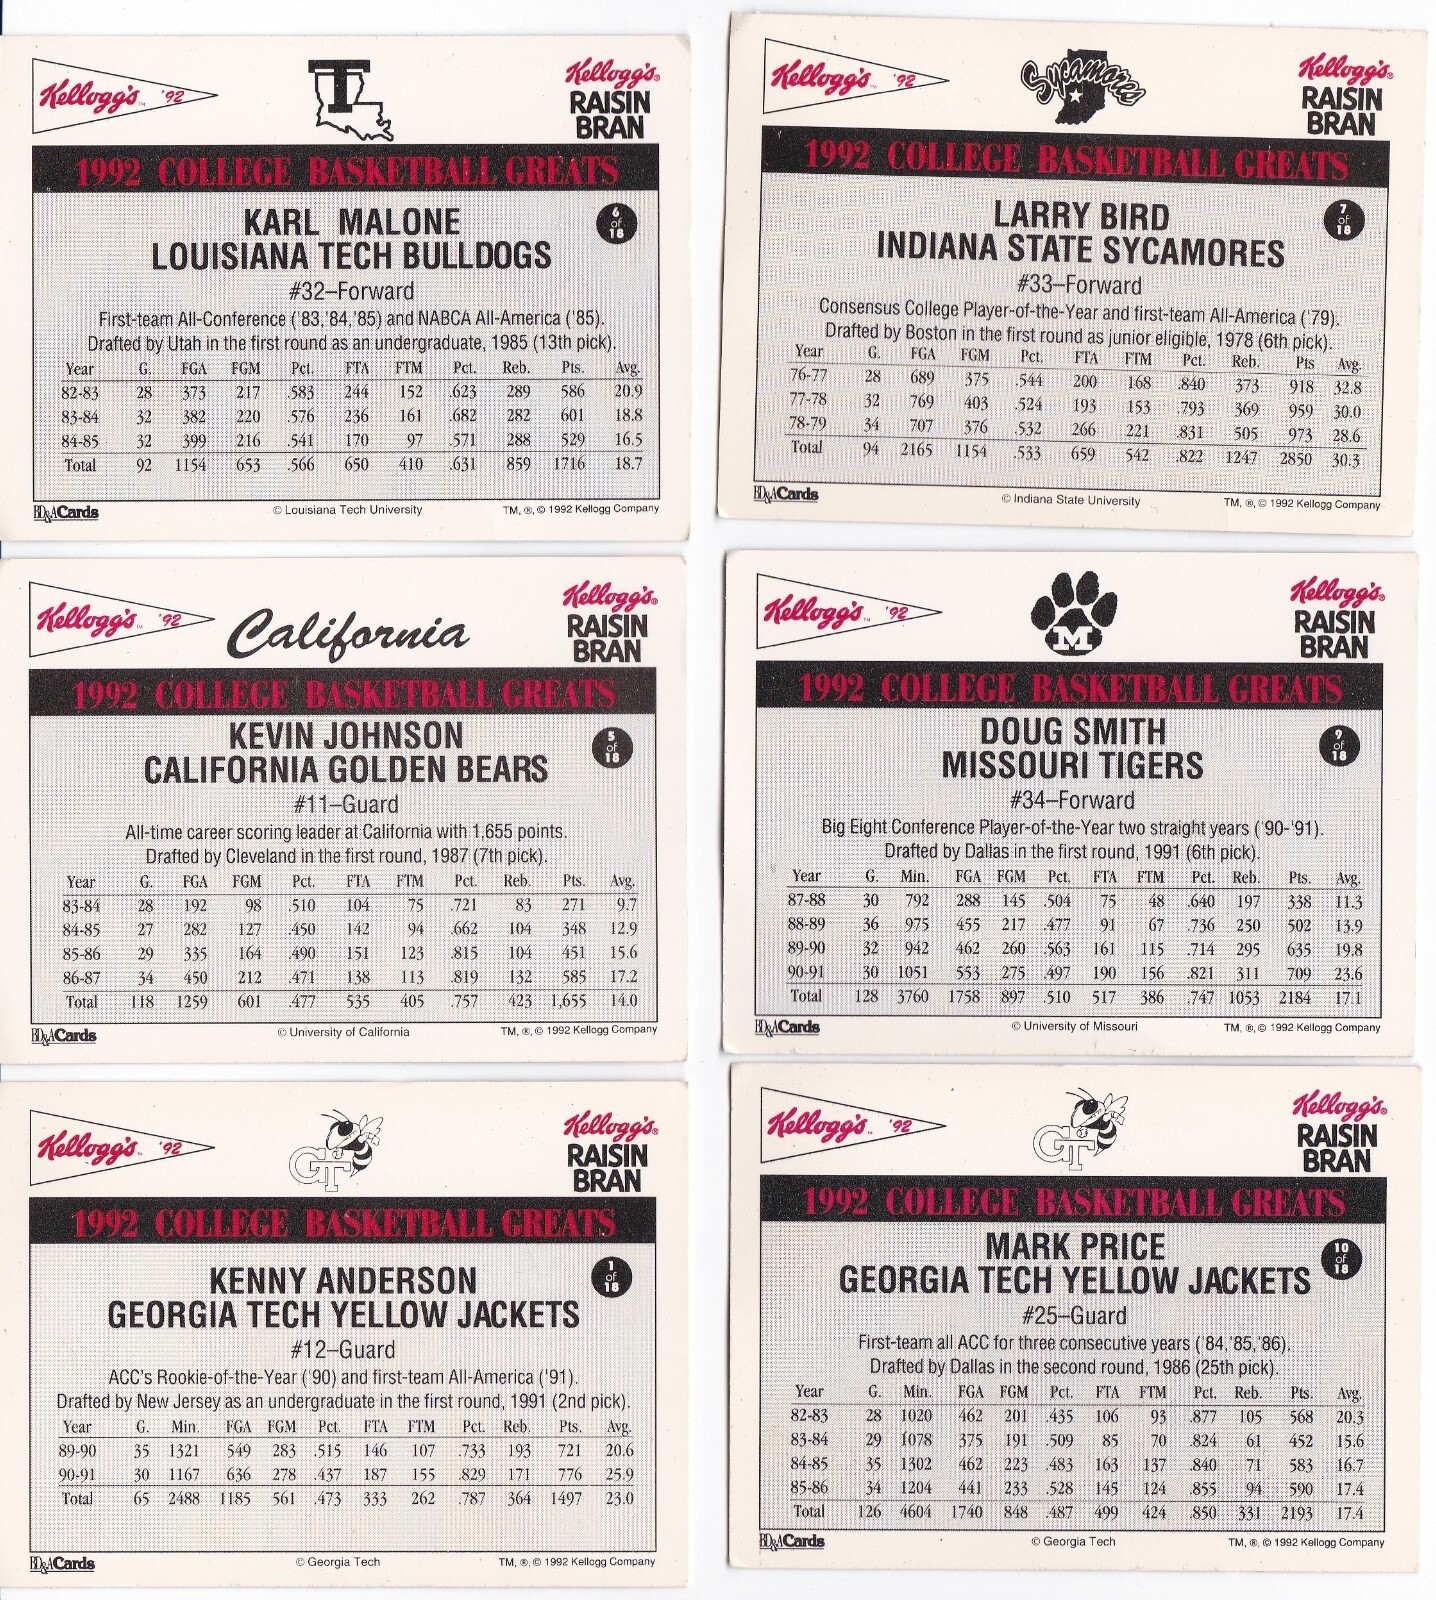 Kellogg's™ '92
T
Kellogg's®
RAISIN
BRAN
1992 COLLEGE BASKETBALL GREATS
KARL MALONE
6 of 18
LOUISIANA TECH BULLDOGS
#32–Forward
First-team All-Conference ('83,'84,'85) and NABCA All-America ('85).
Drafted by Utah in the first round as an undergraduate, 1985 (13th pick).
Year G. FGA FGM Pct. FTA FTM Pct. Reb. Pts. Avg.
82-83 28 373 217 .583 244 152 .623 289 586 20.9
83-84 32 382 220 .576 236 161 .682 282 601 18.8
84-85 32 399 216 .541 170 97 .571 288 529 16.5
Total 92 1154 653 .566 650 410 .631 859 1716 18.7
BD&A Cards © Louisiana Tech University TM, ®, © 1992 Kellogg Company
Kellogg's™ '92
Sycamores
Kellogg's®
RAISIN
BRAN
1992 COLLEGE BASKETBALL GREATS
LARRY BIRD
7 of 18
INDIANA STATE SYCAMORES
#33–Forward
Consensus College Player-of-the-Year and first-team All-America ('79).
Drafted by Boston in the first round as junior eligible, 1978 (6th pick).
Year G. FGA FGM Pct. FTA FTM Pct. Reb. Pts Avg.
76-77 28 689 375 .544 200 168 .840 373 918 32.8
77-78 32 769 403 .524 193 153 .793 369 959 30.0
78-79 34 707 376 .532 266 221 .831 505 973 28.6
Total 94 2165 1154 .533 659 542 .822 1247 2850 30.3
BD&A Cards © Indiana State University TM, ®, © 1992 Kellogg Company
Kellogg's™ '92
California
Kellogg's®
RAISIN
BRAN
1992 COLLEGE BASKETBALL GREATS
KEVIN JOHNSON
5 of 18
CALIFORNIA GOLDEN BEARS
#11–Guard
All-time career scoring leader at California with 1,655 points.
Drafted by Cleveland in the first round, 1987 (7th pick).
Year G. FGA FGM Pct. FTA FTM Pct. Reb. Pts. Avg.
83-84 28 192 98 .510 104 75 .721 83 271 9.7
84-85 27 282 127 .450 142 94 .662 104 348 12.9
85-86 29 335 164 .490 151 123 .815 104 451 15.6
86-87 34 450 212 .471 138 113 .819 132 585 17.2
Total 118 1259 601 .477 535 405 .757 423 1,655 14.0
BD&A Cards © University of California TM, ®, © 1992 Kellogg Company
Kellogg's™ '92
M
Kellogg's®
RAISIN
BRAN
1992 COLLEGE BASKETBALL GREATS
DOUG SMITH
9 of 18
MISSOURI TIGERS
#34–Forward
Big Eight Conference Player-of-the-Year two straight years ('90-'91).
Drafted by Dallas in the first round, 1991 (6th pick).
Year G. Min. FGA FGM Pct. FTA FTM Pct. Reb. Pts. Avg.
87-88 30 792 288 145 .504 75 48 .640 197 338 11.3
88-89 36 975 455 217 .477 91 67 .736 250 502 13.9
89-90 32 942 462 260 .563 161 115 .714 295 635 19.8
90-91 30 1051 553 275 .497 190 156 .821 311 709 23.6
Total 128 3760 1758 897 .510 517 386 .747 1053 2184 17.1
BD&A Cards © University of Missouri TM, ®, © 1992 Kellogg Company
Kellogg's™ '92
GT
Kellogg's®
RAISIN
BRAN
1992 COLLEGE BASKETBALL GREATS
KENNY ANDERSON
1 of 18
GEORGIA TECH YELLOW JACKETS
#12–Guard
ACC's Rookie-of-the-Year ('90) and first-team All-America ('91).
Drafted by New Jersey as an undergraduate in the first round, 1991 (2nd pick).
Year G. Min. FGA FGM Pct. FTA FTM Pct. Reb. Pts. Avg.
89-90 35 1321 549 283 .515 146 107 .733 193 721 20.6
90-91 30 1167 636 278 .437 187 155 .829 171 776 25.9
Total 65 2488 1185 561 .473 333 262 .787 364 1497 23.0
BD&A Cards © Georgia Tech TM, ®, © 1992 Kellogg Company
Kellogg's™ '92
GT
Kellogg's®
RAISIN
BRAN
1992 COLLEGE BASKETBALL GREATS
MARK PRICE
10 of 18
GEORGIA TECH YELLOW JACKETS
#25–Guard
First-team all ACC for three consecutive years ('84,'85,'86).
Drafted by Dallas in the second round, 1986 (25th pick).
Year G. Min. FGA FGM Pct. FTA FTM Pct. Reb. Pts. Avg.
82-83 28 1020 462 201 .435 106 93 .877 105 568 20.3
83-84 29 1078 375 191 .509 85 70 .824 61 452 15.6
84-85 35 1302 462 223 .483 163 137 .840 71 583 16.7
85-86 34 1204 441 233 .528 145 124 .855 94 590 17.4
Total 126 4604 1740 848 .487 499 424 .850 331 2193 17.4
BD&A Cards © Georgia Tech TM, ®, © 1992 Kellogg Company